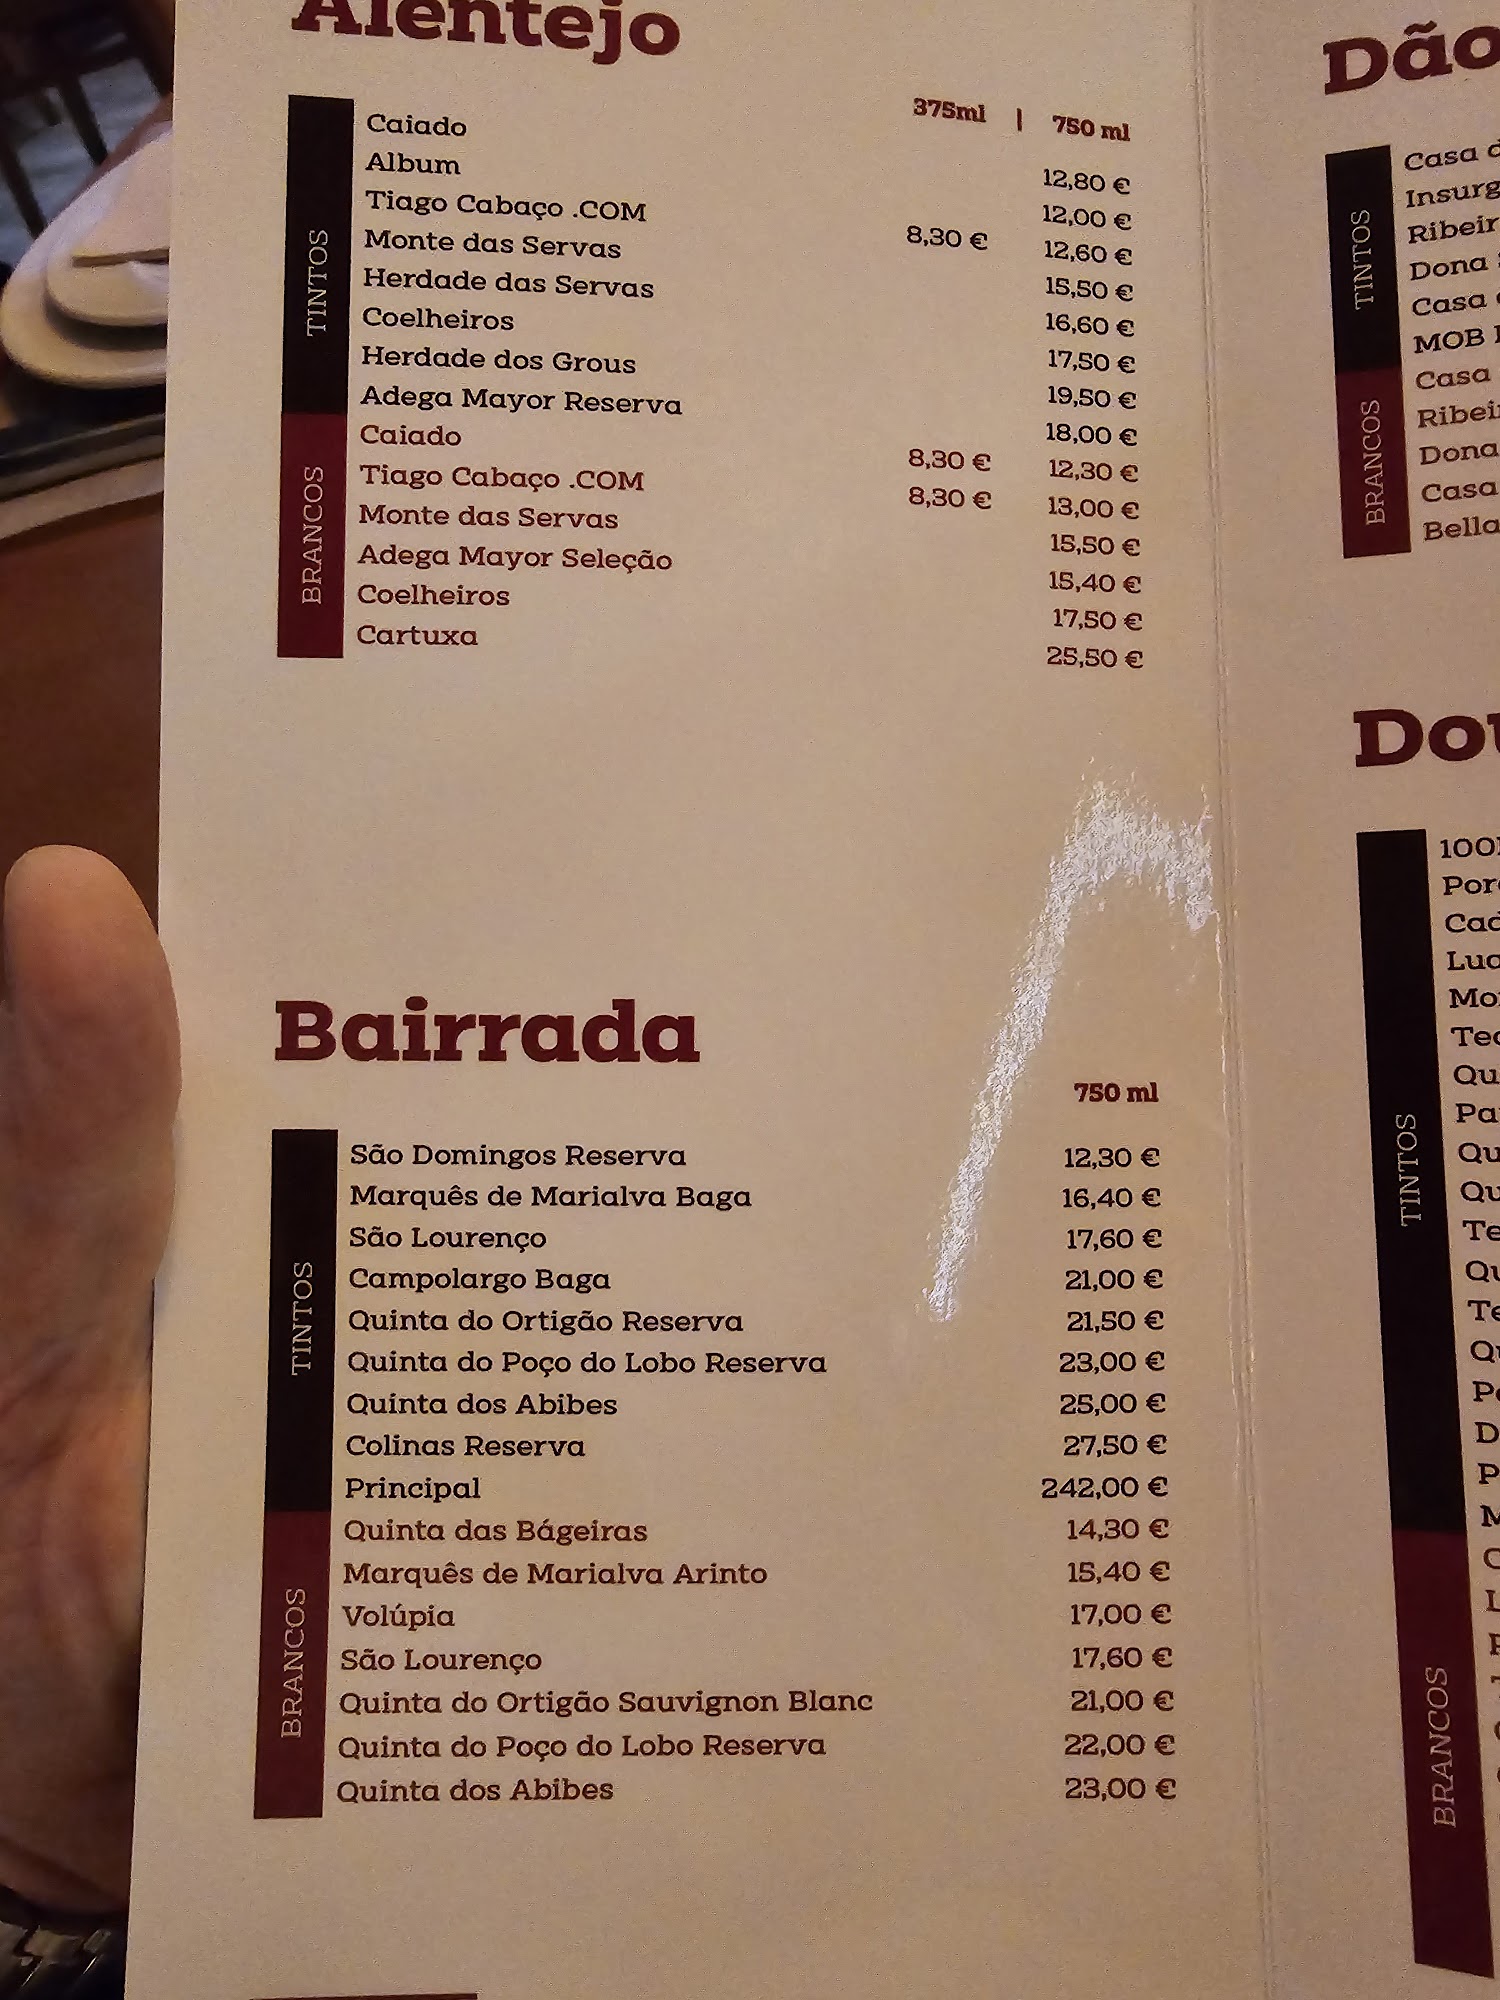 Alentejo
375ml | 750 ml
TINTOS
Caiado 12,80 €
Album 12,00 €
Tiago Cabaço .COM 8,30 € 12,60 €
Monte das Servas 15,50 €
Herdade das Servas 16,60 €
Coelheiros 17,50 €
Herdade dos Grous 19,50 €
Adega Mayor Reserva 18,00 €
BRANCOS
Caiado 8,30 € 12,30 €
Tiago Cabaço .COM 8,30 € 13,00 €
Monte das Servas 15,50 €
Adega Mayor Seleção 15,40 €
Coelheiros 17,50 €
Cartuxa 25,50 €
Bairrada
750 ml
TINTOS
São Domingos Reserva 12,30 €
Marquês de Marialva Baga 16,40 €
São Lourenço 17,60 €
Campolargo Baga 21,00 €
Quinta do Ortigão Reserva 21,50 €
Quinta do Poço do Lobo Reserva 23,00 €
Quinta dos Abibes 25,00 €
Colinas Reserva 27,50 €
Principal 242,00 €
BRANCOS
Quinta das Bágeiras 14,30 €
Marquês de Marialva Arinto 15,40 €
Volúpia 17,00 €
São Lourenço 17,60 €
Quinta do Ortigão Sauvignon Blanc 21,00 €
Quinta do Poço do Lobo Reserva 22,00 €
Quinta dos Abibes 23,00 €
Dão
TINTOS
Casa
Dona
Casa
MOB
BRANCOS
Casa
Dona
Casa
TINTOS
BRANCOS